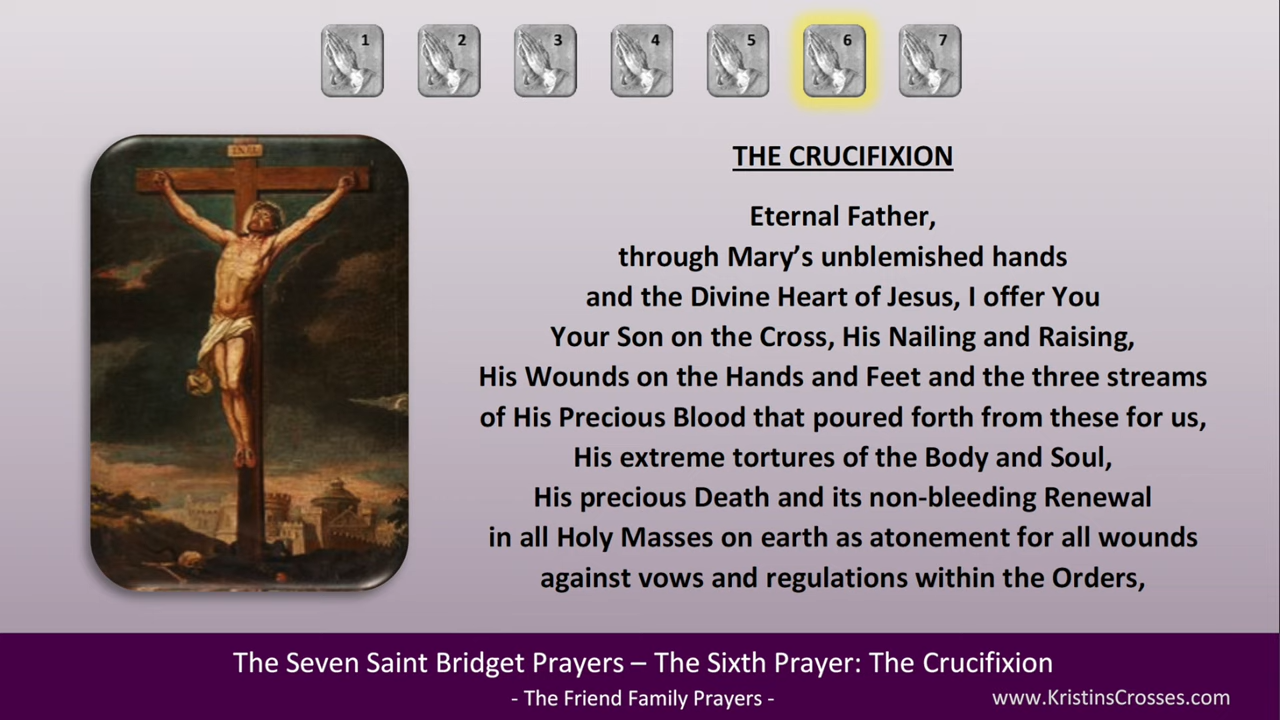 1 2 3 4 5 6 7
INRI
THE CRUCIFIXION
Eternal Father,
through Mary’s unblemished hands
and the Divine Heart of Jesus, I offer You
Your Son on the Cross, His Nailing and Raising,
His Wounds on the Hands and Feet and the three streams
of His Precious Blood that poured forth from these for us,
His extreme tortures of the Body and Soul,
His precious Death and its non-bleeding Renewal
in all Holy Masses on earth as atonement for all wounds
against vows and regulations within the Orders,
The Seven Saint Bridget Prayers – The Sixth Prayer: The Crucifixion
- The Friend Family Prayers -
www.KristinsCrosses.com